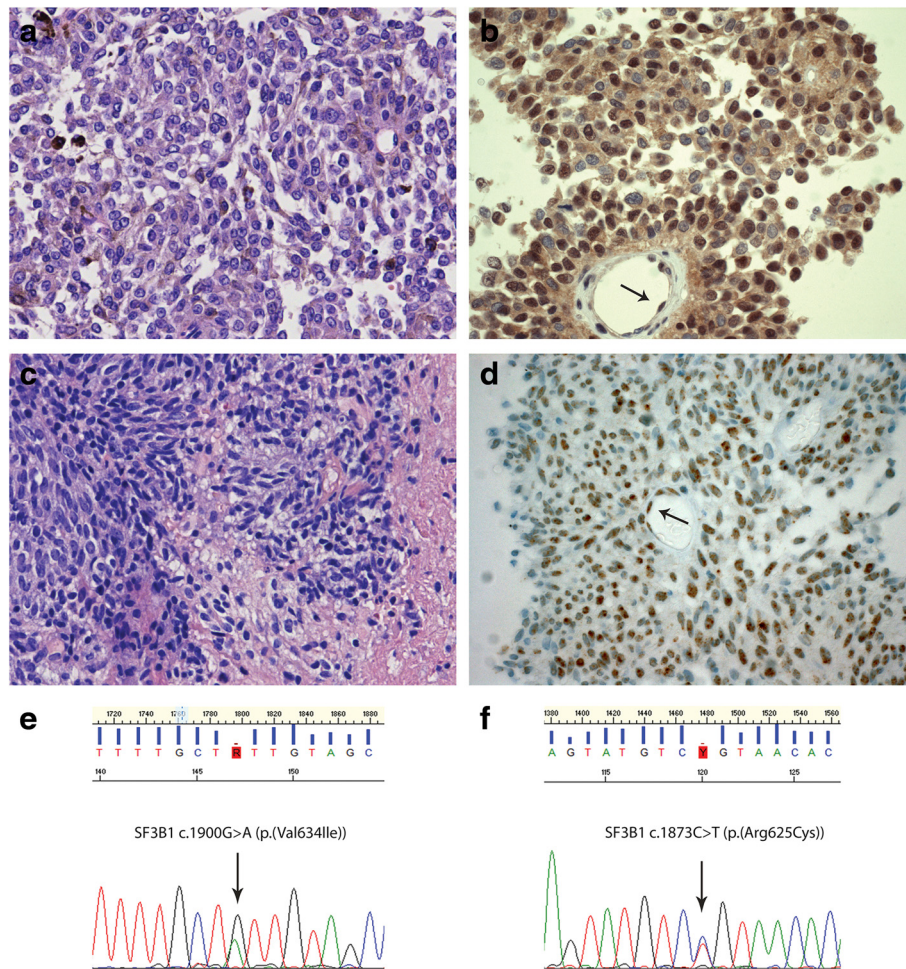 a
b
c
d
e
1720 1740 1780 1800 1820 1840 1860 1880
T T T T G C T R T T G T A G C
140 145 150
SF3B1 c.1900G>A (p.(Val634Ile))
f
1380 1400 1420 1440 1460 1480 1500 1520 1540 1560
A G T A T G T C Y G T A A C A C
115 120 125
SF3B1 c.1873C>T (p.(Arg625Cys))